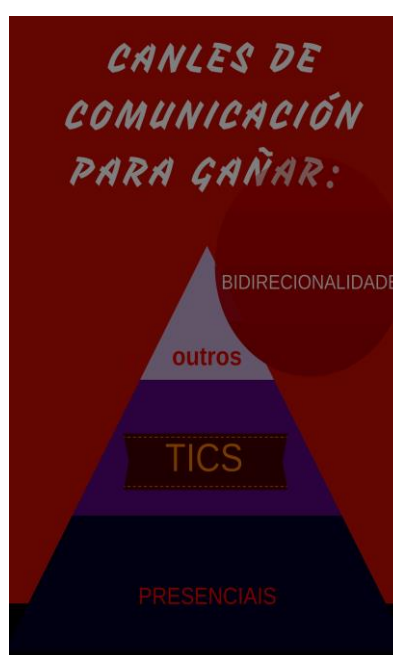 CANLES DE
COMUNICACIÓN
PARA GAÑAR:
BIDIRECIONALIDADE
outros
TICS
PRESENCIAIS